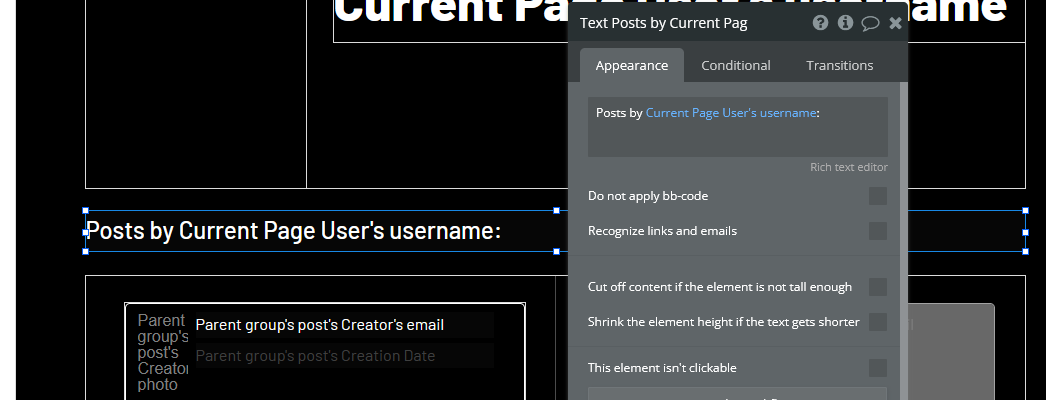 Current Page User's username
Text Posts by Current Pag
Appearance
Conditional
Transitions
Posts by Current Page User's username:
Rich text editor
Do not apply bb-code
Recognize links and emails
Cut off content if the element is not tall enough
Shrink the element height if the text gets shorter
This element isn't clickable
Posts by Current Page User's username:
Parent
group's
post's
Creator
photo
Parent group's post's Creator's email
Parent group's post's Creation Date